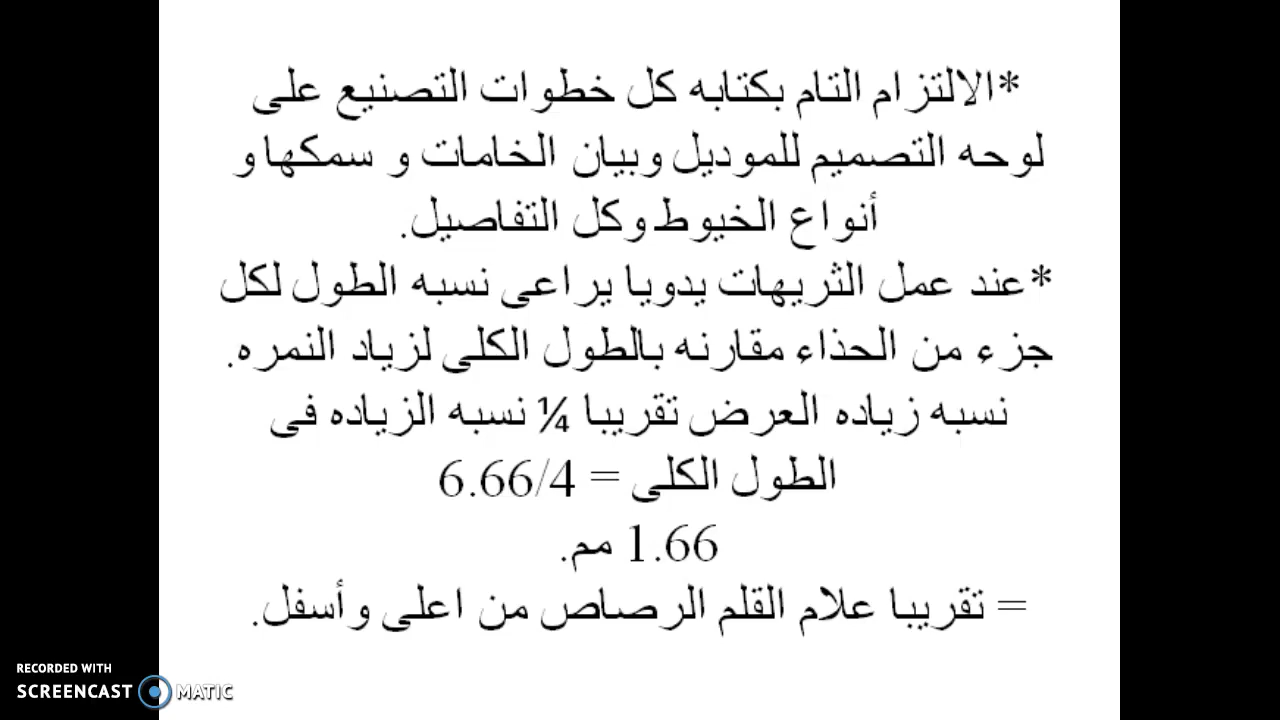 *الالتزام التام بكتابه كل خطوات التصنيع على
لوحه التصميم للموديل وبيان الخامات و سمكها و
أنواع الخيوط وكل التفاصيل.
*عند عمل الثريهات يدويا يراعى نسبه الطول لكل
جزء من الحذاء مقارنه بالطول الكلى لزياد النمره.
نسبه زياده العرض تقريبا ¼ نسبه الزياده فى
الطول الكلى = 6.66/4
1.66 مم.
= تقريبا علام القلم الرصاص من اعلى وأسفل.
RECORDED WITH
SCREENCAST MATIC